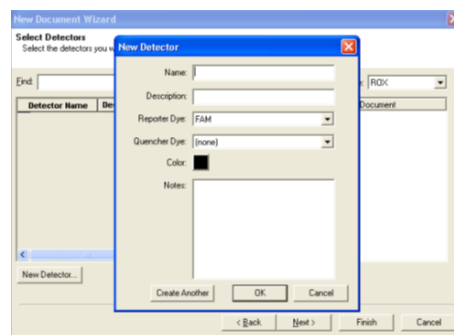 New Document Wizard
Select Detectors
Select the detectors you w
New Detector
Find:
ROX
Detector Name
Document
Name:
Description:
Reporter Dye: FAM
Quencher Dye: (none)
Color:
Notes:
New Detector...
Create Another OK Cancel
< Back Next > Finish Cancel